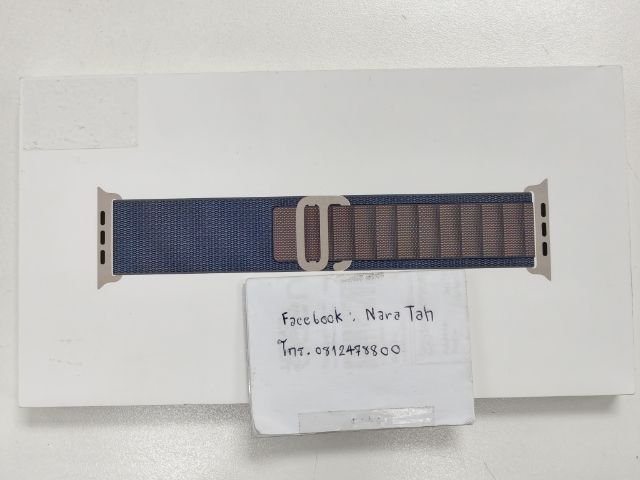 Facebook : Nara Tah
โทร. 0812478800